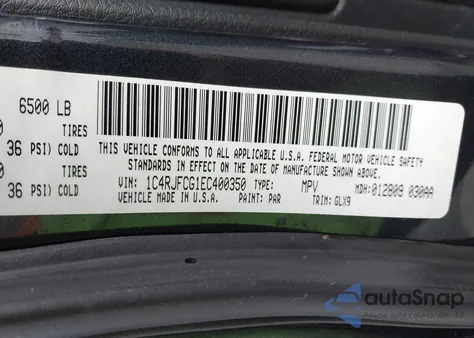 6500 LB
TIRES
36 PSI) COLD
TIRES
36 PSI) COLD
THIS VEHICLE CONFORMS TO ALL APPLICABLE U.S.A. FEDERAL MOTOR VEHICLE SAFETY
STANDARDS IN EFFECT ON THE DATE OF MANUFACTURE SHOWN ABOVE.
VIN: 1C4RJFCG1EC400350 TYPE: MPV MDH:012809 030AA
VEHICLE MADE IN U.S.A. PAINT: PAR TRIM: GLX9
autoSnap